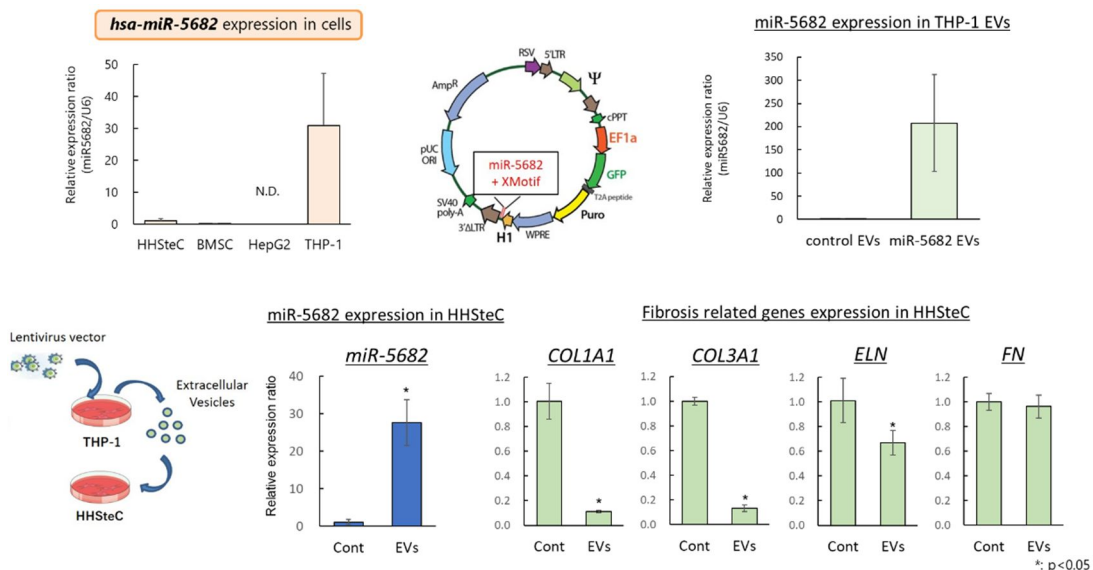 hsa-miR-5682 expression in cells
Relative expression ratio
(miR5682/U6)
50
40
30
20
10
0
N.D.
HHSteC BMSC HepG2 THP-1
RSV
5'LTR
Ψ
cPPT
EF1a
GFP
T2A peptide
Puro
WPRE
H1
3'ΔLTR
SV40
poly-A
pUC
ORI
AmpR
miR-5682
+ XMotif
miR-5682 expression in THP-1 EVs
Relative expression ratio
(miR5682/U6)
350
300
250
200
150
100
50
0
control EVs miR-5682 EVs
Lentivirus vector
Extracellular
Vesicles
THP-1
HHSteC
miR-5682 expression in HHSteC
miR-5682
Relative expression ratio
40
30
20
10
0
*
Cont EVs
Fibrosis related genes expression in HHSteC
COL1A1
1.2
1.0
0.8
0.6
0.4
0.2
0.0
*
Cont EVs
COL3A1
1.2
1.0
0.8
0.6
0.4
0.2
0.0
*
Cont EVs
ELN
1.2
1.0
0.8
0.6
0.4
0.2
0.0
*
Cont EVs
FN
1.2
1.0
0.8
0.6
0.4
0.2
0.0
Cont EVs
*: p<0.05